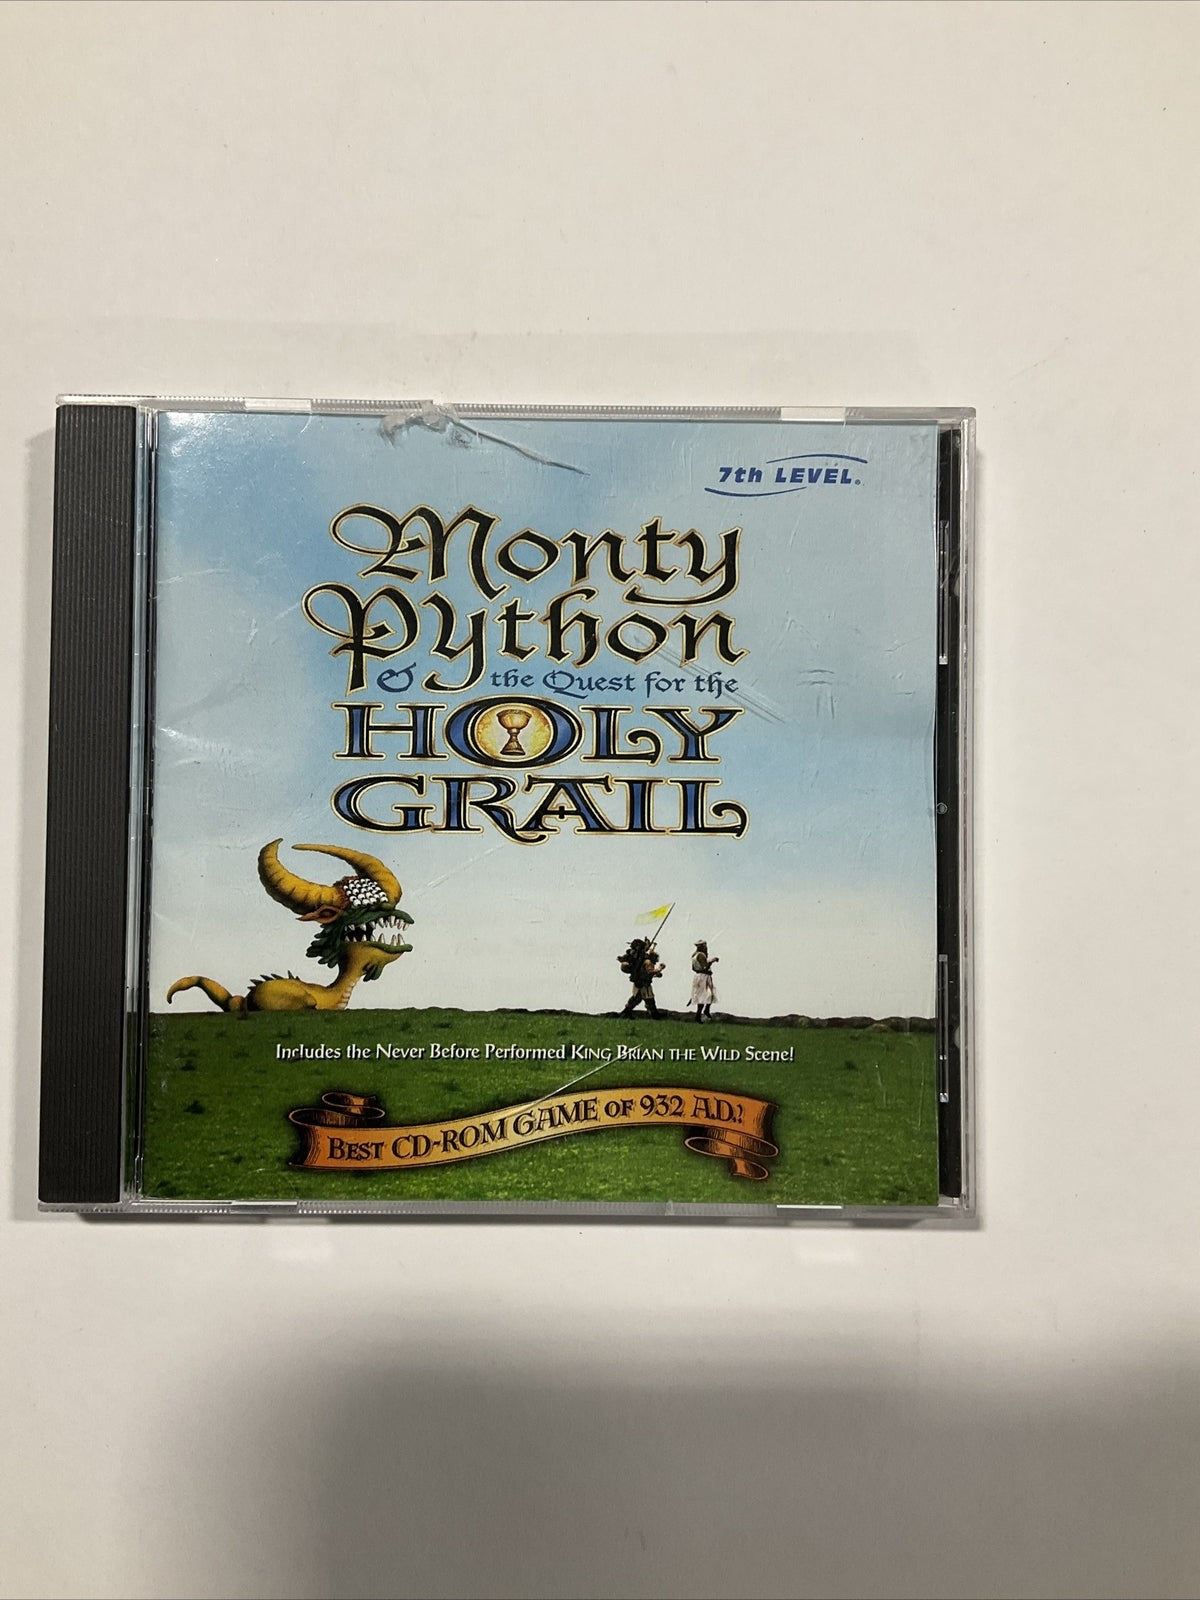 7th LEVEL®
Monty
Python
& the Quest for the
HOLY
GRAIL
Includes the Never Before Performed KING BRIAN THE WILD Scene!
BEST CD-ROM GAME OF 932 A.D.!